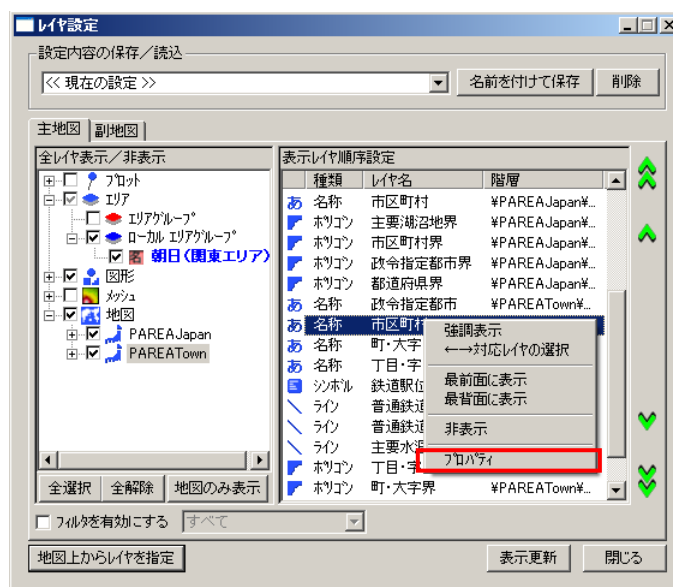 レイヤ設定
設定内容の保存／読込
<< 現在の設定 >>
名前を付けて保存
削除
主地図
副地図
全レイヤ表示／非表示
プロット
エリア
エリアグループ
ローカル エリアグループ
名 朝日(関東エリア)
図形
メッシュ
地図
PAREAJapan
PAREATown
全選択
全解除
地図のみ表示
表示レイヤ順序設定
種類 レイヤ名 階層
あ 名称 市区町村 ¥PAREAJapan¥...
ポリゴン 主要湖沼地界 ¥PAREAJapan¥...
ポリゴン 市区町村界 ¥PAREAJapan¥...
ポリゴン 政令指定都市界 ¥PAREAJapan¥...
ポリゴン 都道府県界 ¥PAREAJapan¥...
あ 名称 政令指定都市 ¥PAREATown¥...
あ 名称 市区町村
あ 名称 町・大字
あ 名称 丁目・字
シンボル 鉄道駅位
ライン 普通鉄道
ライン 普通鉄道
ライン 主要水
ポリゴン 丁目・字
ポリゴン 町・大字界 ¥PAREATown¥...
強調表示
←→対応レイヤの選択
最前面に表示
最背面に表示
非表示
プロパティ
フィルタを有効にする
すべて
地図上からレイヤを指定
表示更新
閉じる